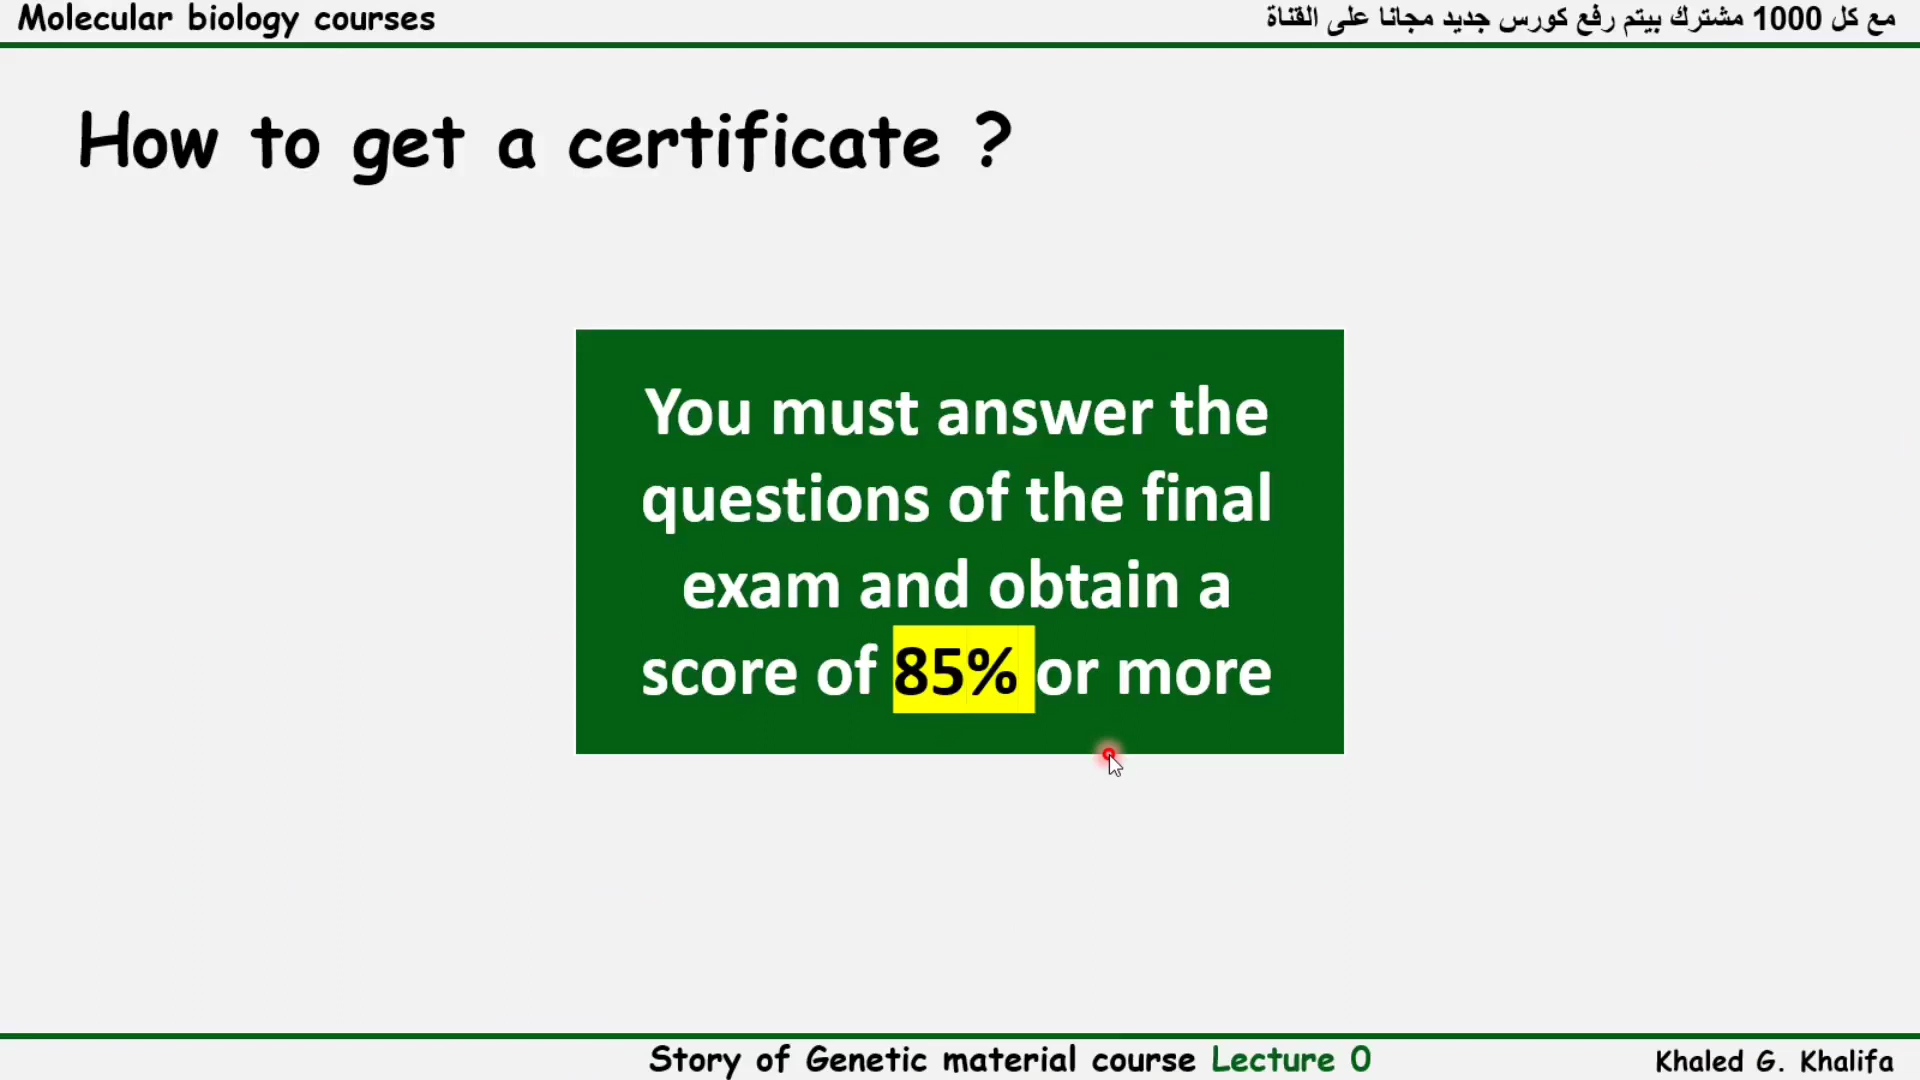 Molecular biology courses
مع كل 1000 مشترك بيتم رفع كورس جديد مجانا على القناة
How to get a certificate ?
You must answer the
questions of the final
exam and obtain a
score of 85% or more
Story of Genetic material course Lecture 0
Khaled G. Khalifa